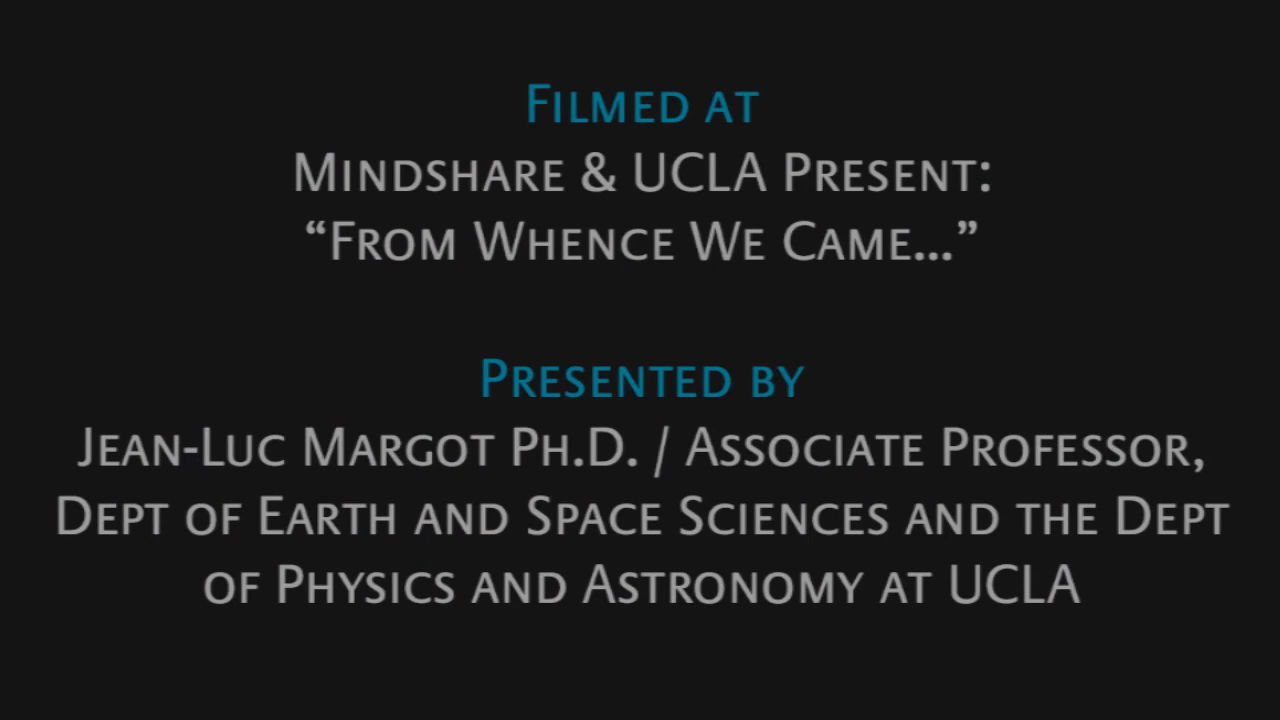 Filmed at
Mindshare & UCLA Present:
“From Whence We Came...”
Presented by
Jean-Luc Margot Ph.D. / Associate Professor,
Dept of Earth and Space Sciences and the Dept
of Physics and Astronomy at UCLA